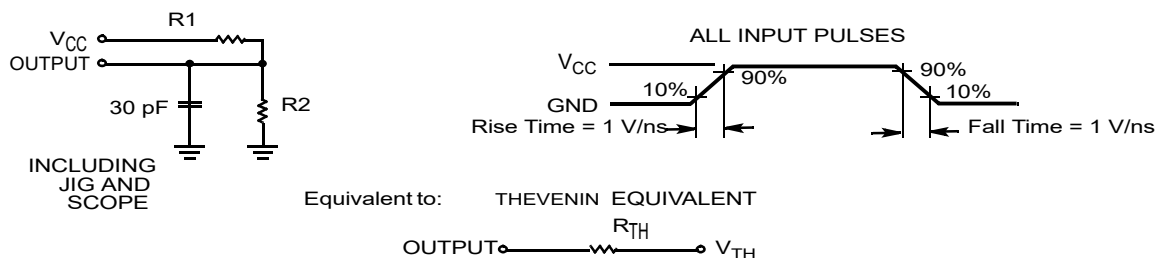 R1
VCC
OUTPUT
30 pF
R2
INCLUDING
JIG AND
SCOPE
ALL INPUT PULSES
VCC
GND
10%
90%
90%
10%
Rise Time = 1 V/ns
Fall Time = 1 V/ns
Equivalent to: THEVENIN EQUIVALENT
RTH
OUTPUT
VTH